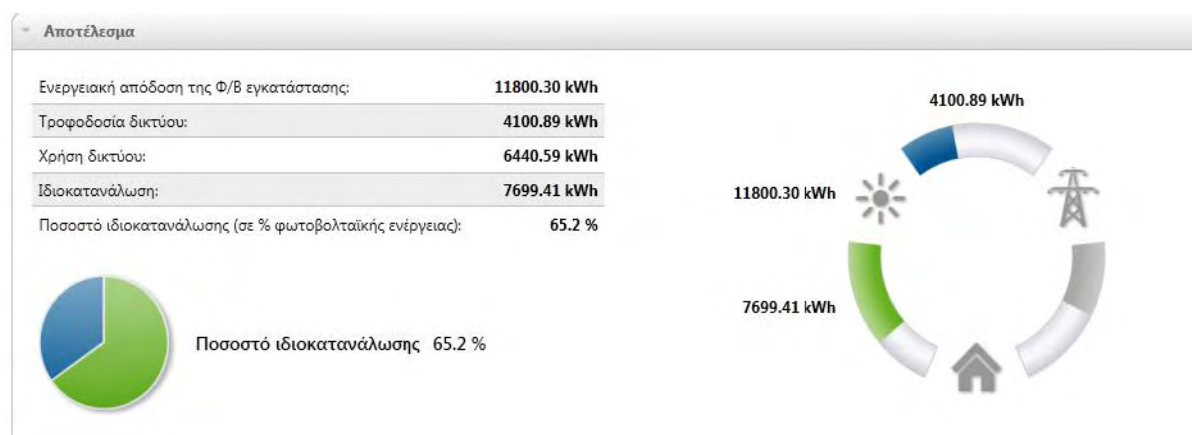 Αποτέλεσμα
Ενεργειακή απόδοση της Φ/Β εγκατάστασης: 11800.30 kWh
Τροφοδοσία δικτύου: 4100.89 kWh
Χρήση δικτύου: 6440.59 kWh
Ιδιοκατανάλωση: 7699.41 kWh
Ποσοστό ιδιοκατανάλωσης (σε % φωτοβολταϊκής ενέργειας): 65.2 %
Ποσοστό ιδιοκατανάλωσης 65.2 %
4100.89 kWh
11800.30 kWh
7699.41 kWh